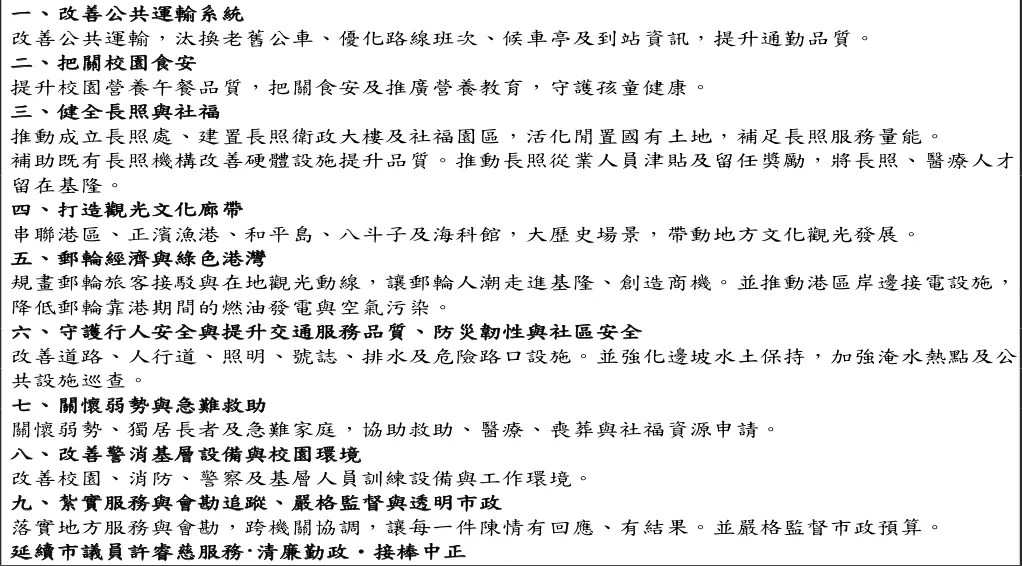 一、改善公共運輸系統
改善公共運輸，汰換老舊公車、優化路線班次、候車亭及到站資訊，提升通勤品質。
二、把關校園食安
提升校園營養午餐品質，把關食安及推廣營養教育，守護孩童健康。
三、健全長照與社福
推動成立長照處、建置長照衛政大樓及社福園區，活化閒置國有土地，補足長照服務量能。
補助既有長照機構改善硬體設施提升品質。推動長照從業人員津貼及留任獎勵，將長照、醫療人才
留在基隆。
四、打造觀光文化廊帶
串聯港區、正濱漁港、和平島、八斗子及海科館，大歷史場景，帶動地方文化觀光發展。
五、郵輪經濟與綠色港灣
規畫郵輪旅客接駁與在地觀光動線，讓郵輪人潮走進基隆、創造商機。並推動港區岸邊接電設施，
降低郵輪靠港期間的燃油發電與空氣污染。
六、守護行人安全與提升交通服務品質、防災韌性與社區安全
改善道路、人行道、照明、號誌、排水及危險路口設施。並強化邊坡水土保持，加強淹水熱點及公
共設施巡查。
七、關懷弱勢與急難救助
關懷弱勢、獨居長者及急難家庭，協助救助、醫療、喪葬與社福資源申請。
八、改善警消基層設備與校園環境
改善校園、消防、警察及基層人員訓練設備與工作環境。
九、紮實服務與會勘追蹤、嚴格監督與透明市政
落實地方服務與會勘，跨機關協調，讓每一件陳情有回應、有結果。並嚴格監督市政預算。
延續市議員許睿慈服務·清廉勤政·接棒中正